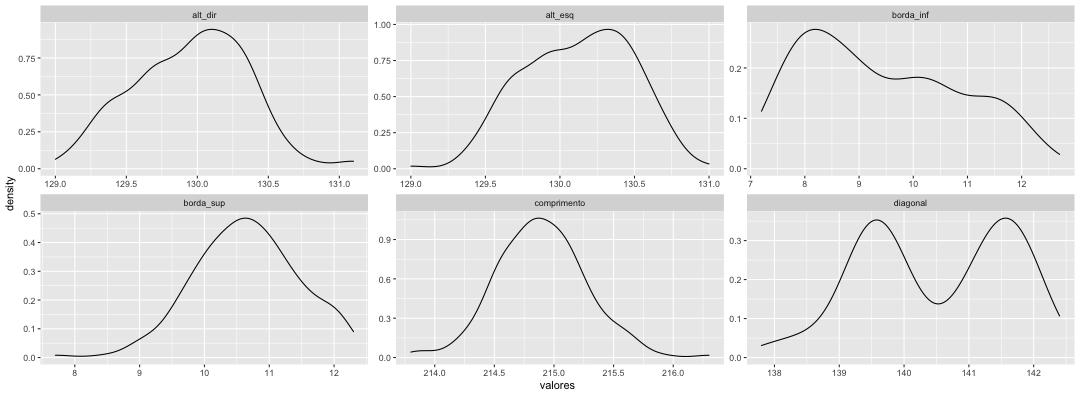 alt_dir
0.75
0.50
0.25
0.00
129.0 129.5 130.0 130.5 131.0
alt_esq
1.00
0.75
0.50
0.25
0.00
129.0 129.5 130.0 130.5 131.0
borda_inf
0.2
0.1
0.0
7 8 9 10 11 12
density
borda_sup
0.5
0.4
0.3
0.2
0.1
0.0
8 9 10 11 12
comprimento
0.9
0.6
0.3
0.0
214.0 214.5 215.0 215.5 216.0
diagonal
0.3
0.2
0.1
0.0
138 139 140 141 142
valores